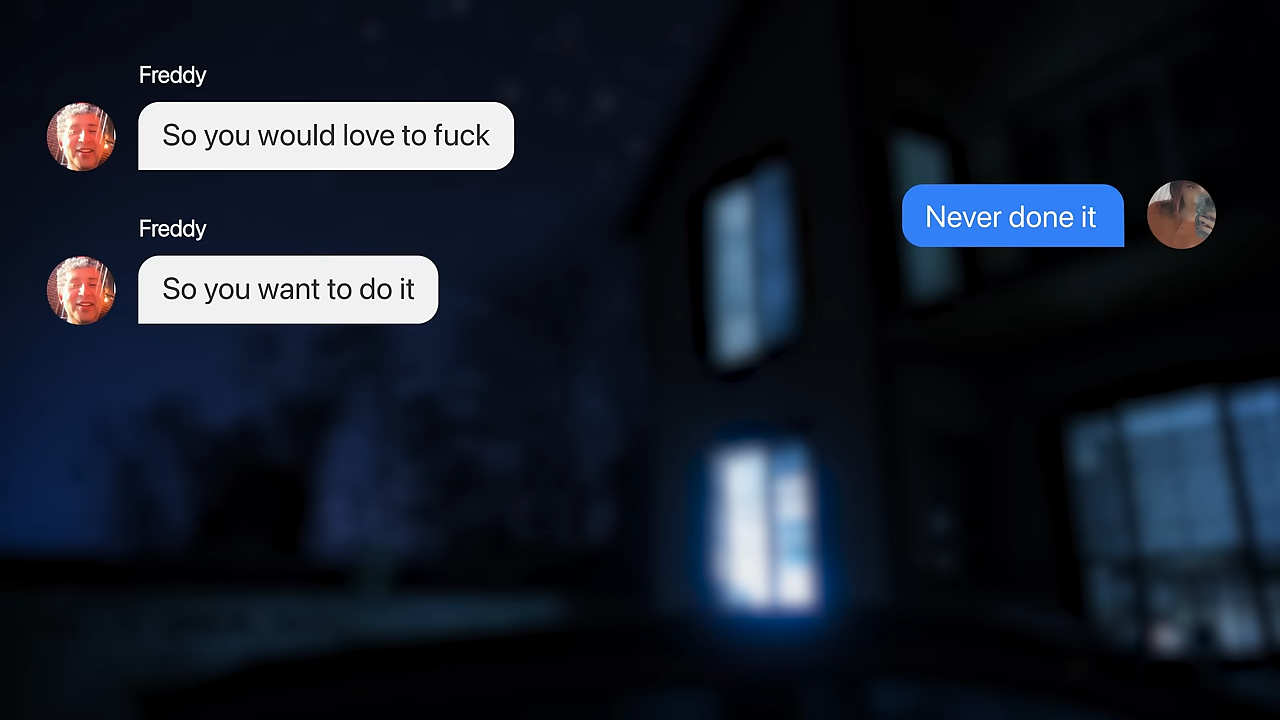 Freddy
So you would love to fuck
Never done it
Freddy
So you want to do it